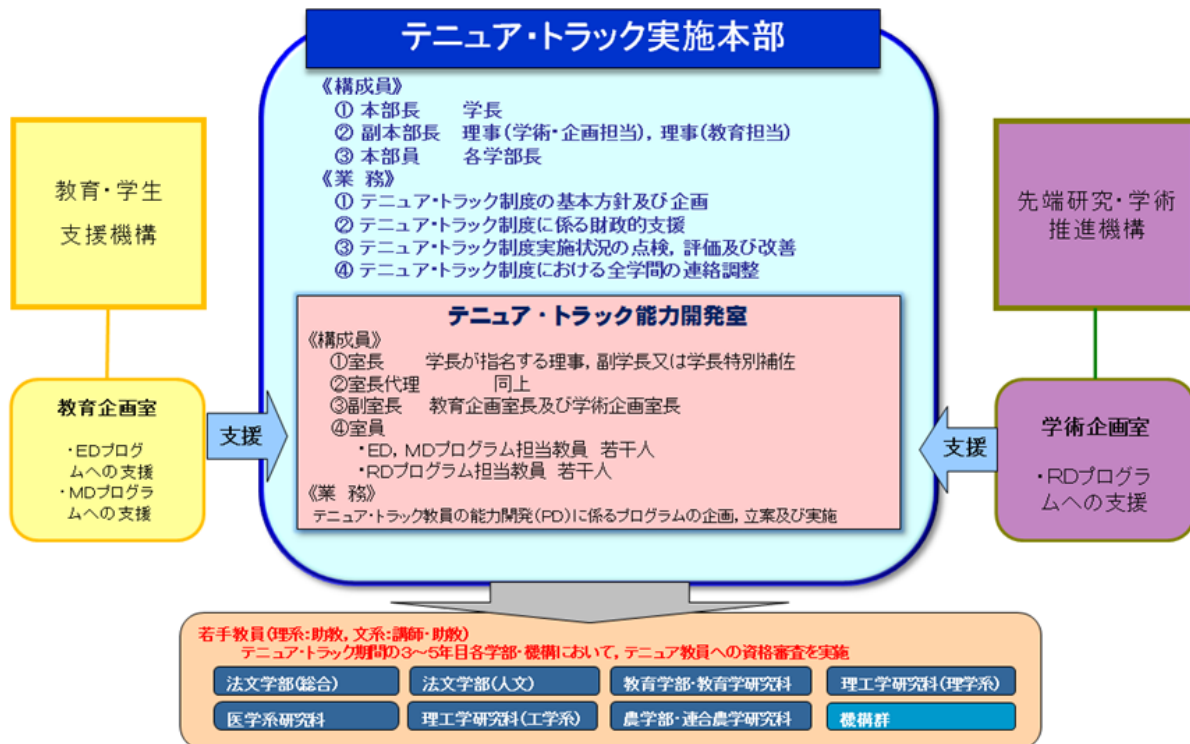 テニュア・トラック実施本部
《構成員》
① 本部長 学長
② 副本部長 理事(学術・企画担当), 理事(教育担当)
③ 本部員 各学部長
《業 務》
① テニュア・トラック制度の基本方針及び企画
② テニュア・トラック制度に係る財政的支援
③ テニュア・トラック制度実施状況の点検, 評価及び改善
④ テニュア・トラック制度における全学間の連絡調整
教育・学生
支援機構
教育企画室
・EDプログ
ムへの支援
・MDプログラ
ムへの支援
支援
テニュア・トラック能力開発室
《構成員》
①室長 学長が指名する理事, 副学長又は学長特別補佐
②室長代理 同上
③副室長 教育企画室長及び学術企画室長
④室員
・ED, MDプログラム担当教員 若干人
・RDプログラム担当教員 若干人
《業 務》
テニュア・トラック教員の能力開発(PD)に係るプログラムの企画, 立案及び実施
先端研究・学術
推進機構
学術企画室
・RDプログラ
ムへの支援
支援
若手教員(理系:助教, 文系:講師・助教)
テニュア・トラック期間の3～5年目各学部・機構において, テニュア教員への資格審査を実施
法文学部(総合)
法文学部(人文)
教育学部・教育学研究科
理工学研究科(理学系)
医学系研究科
理工学研究科(工学系)
農学部・連合農学研究科
機構群